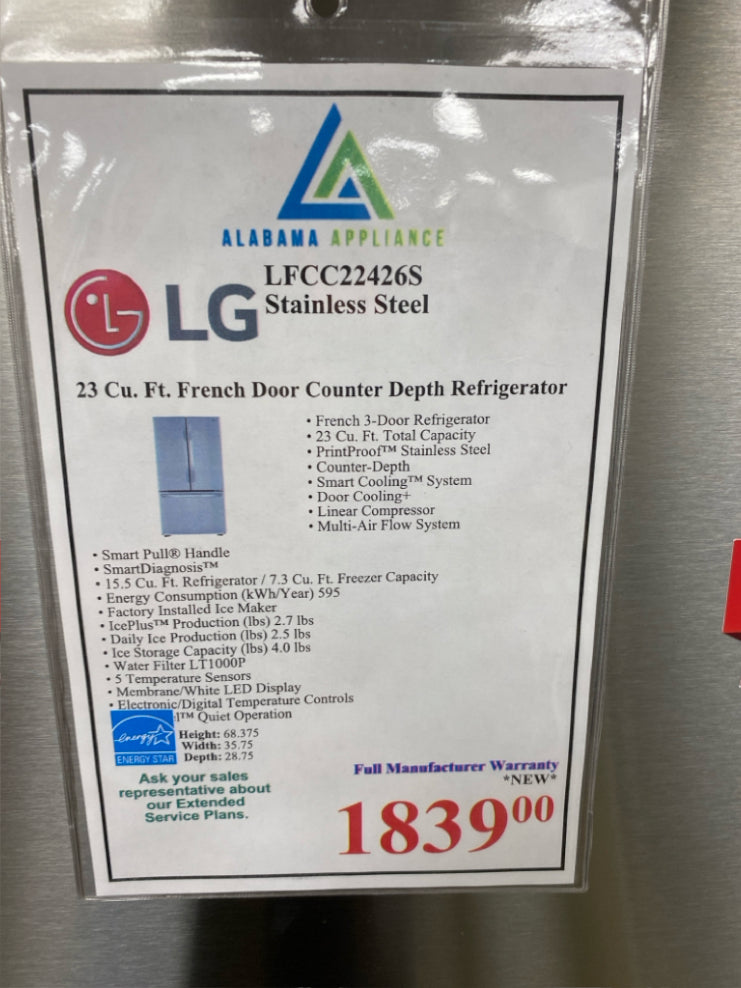 ALABAMA APPLIANCE
LG
LFCC22426S
Stainless Steel
23 Cu. Ft. French Door Counter Depth Refrigerator
• French 3-Door Refrigerator
• 23 Cu. Ft. Total Capacity
• PrintProof™ Stainless Steel
• Counter-Depth
• Smart Cooling™ System
• Door Cooling+
• Linear Compressor
• Multi-Air Flow System
• Smart Pull® Handle
• SmartDiagnosis™
• 15.5 Cu. Ft. Refrigerator / 7.3 Cu. Ft. Freezer Capacity
• Energy Consumption (kWh/Year) 595
• Factory Installed Ice Maker
• IcePlus™ Production (lbs) 2.7 lbs
• Daily Ice Production (lbs) 2.5 lbs
• Ice Storage Capacity (lbs) 4.0 lbs
• Water Filter LT1000P
• 5 Temperature Sensors
• Membrane/White LED Display
• Electronic/Digital Temperature Controls
Quiet Operation
energy
ENERGY STAR
Height: 68.375
Width: 35.75
Depth: 28.75
Ask your sales
representative about
our Extended
Service Plans.
Full Manufacturer Warranty
*NEW*
1839⁰⁰